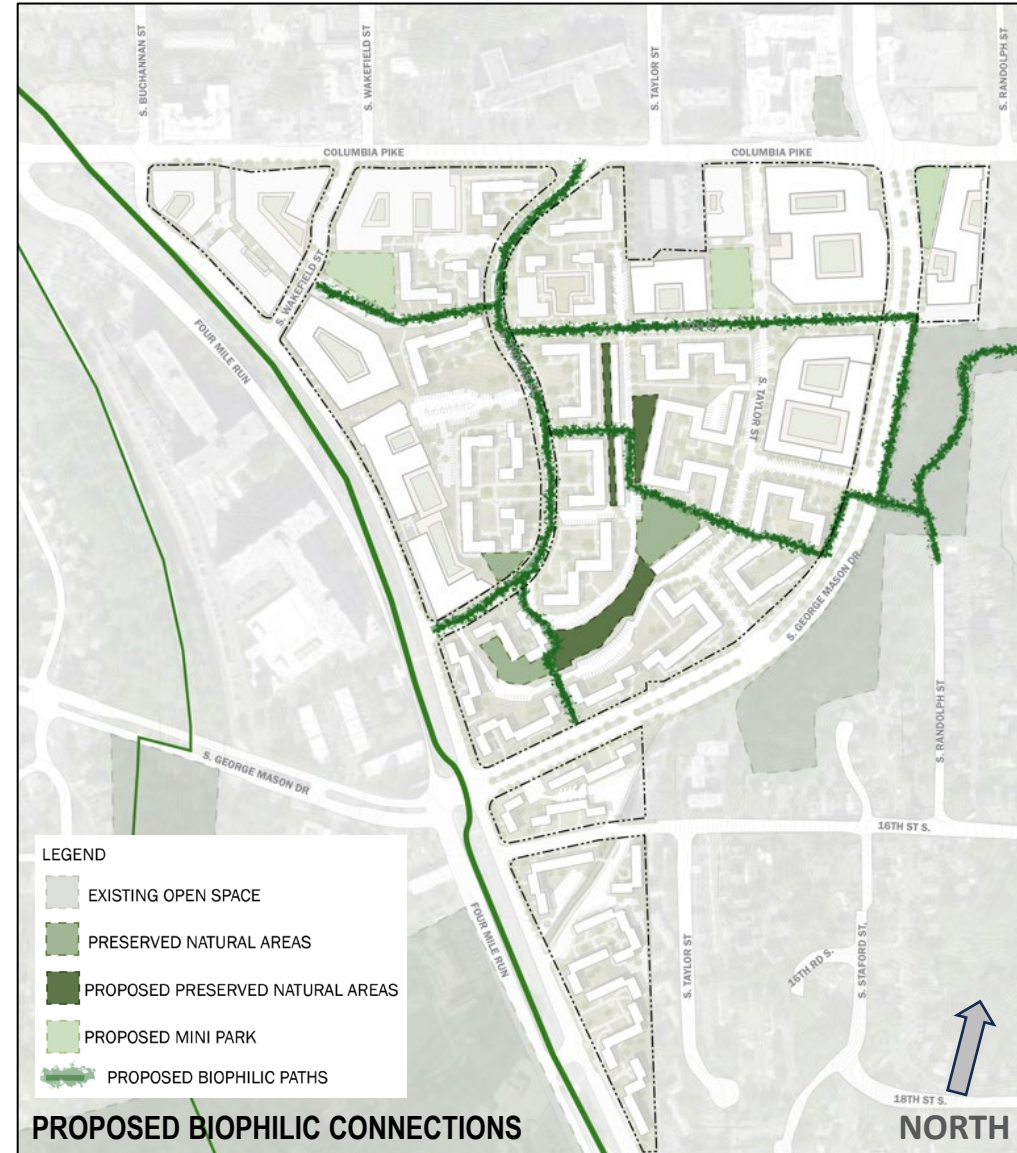 S. BUCHANNAN ST
S. WAKEFIELD ST
S. TAYLOR ST
S. RANDOLPH ST
COLUMBIA PIKE
COLUMBIA PIKE
S. WAKEFIELD ST
FOUR MILE RUN
S. TAYLOR ST
S. GEORGE MASON DR
S. RANDOLPH ST
S. GEORGE MASON DR
16TH ST S.
FOUR MILE RUN
S. TAYLOR ST
16TH RD S.
S. STAFORD ST,
18TH ST S.
LEGEND
EXISTING OPEN SPACE
PRESERVED NATURAL AREAS
PROPOSED PRESERVED NATURAL AREAS
PROPOSED MINI PARK
PROPOSED BIOPHILIC PATHS
PROPOSED BIOPHILIC CONNECTIONS
NORTH